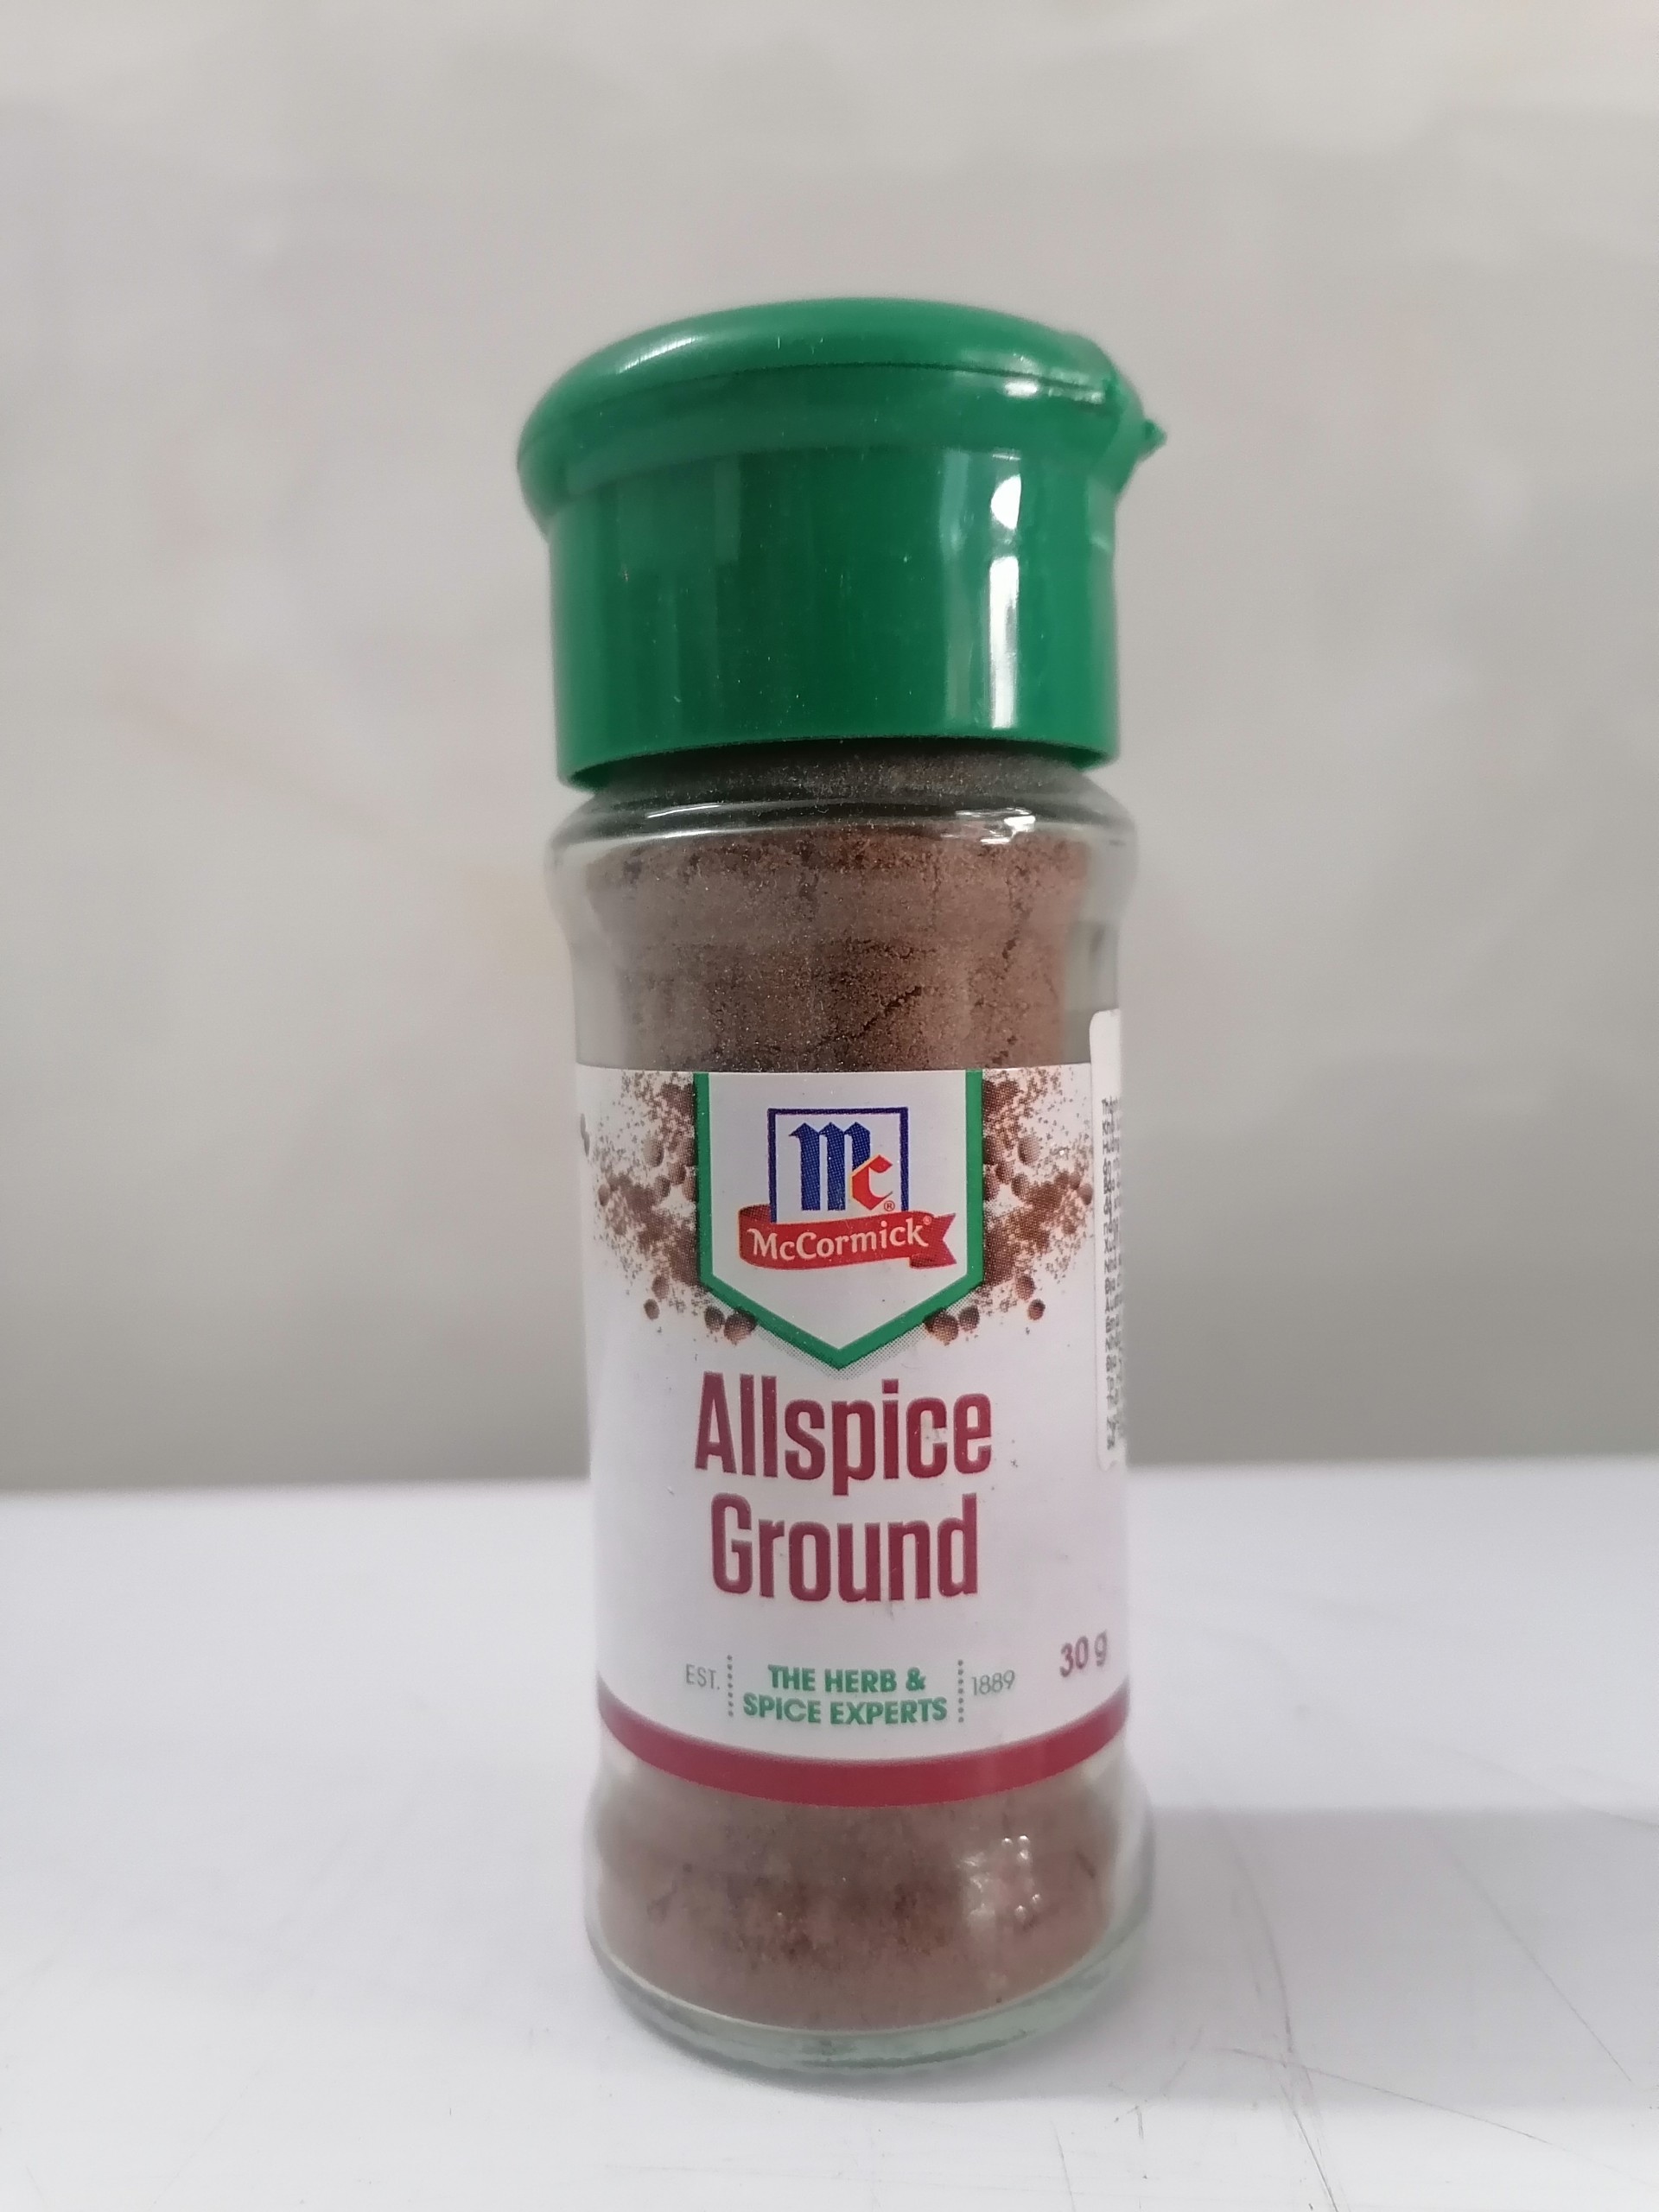 mc®
McCormick®
Allspice
Ground
30 g
EST. THE HERB & 1889
SPICE EXPERTS